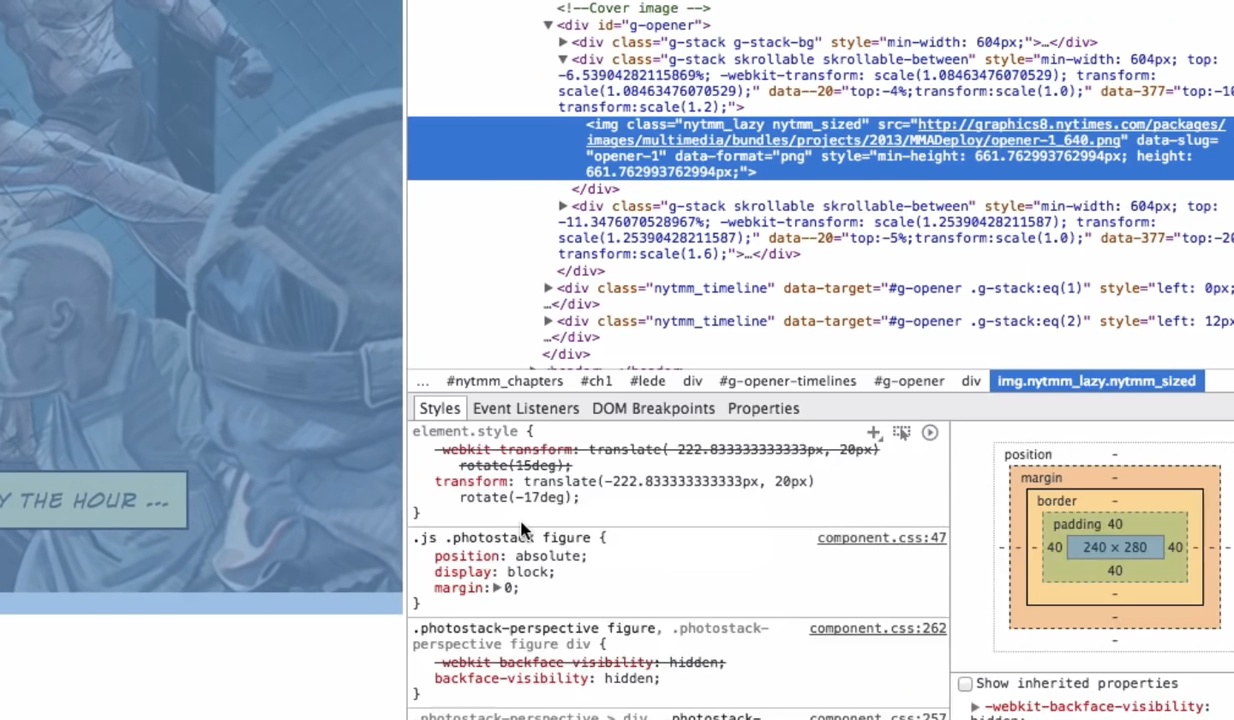 <!--Cover image -->
▼<div id="g-opener">
▶<div class="g-stack g-stack-bg" style="min-width: 604px;">…</div>
▼<div class="g-stack skrollable skrollable-between" style="min-width: 604px; top:
-6.53904282115869%; -webkit-transform: scale(1.08463476070529); transform:
scale(1.08463476070529);" data--20="top:-4%;transform:scale(1.0);" data-377="top:-10
transform:scale(1.2);">
<img class="nytmm_lazy nytmm_sized" src="http://graphics8.nytimes.com/packages/
images/multimedia/bundles/projects/2013/MMADeploy/opener-1_640.png" data-slug=
"opener-1" data-format="png" style="min-height: 661.762993762994px; height:
661.762993762994px;">
</div>
▶<div class="g-stack skrollable skrollable-between" style="min-width: 604px; top:
-11.3476070528967%; -webkit-transform: scale(1.25390428211587); transform:
scale(1.25390428211587);" data--20="top:-5%;transform:scale(1.0);" data-377="top:-20
transform:scale(1.6);">…</div>
</div>
▶<div class="nytmm_timeline" data-target="#g-opener .g-stack:eq(1)" style="left: 0px;
…</div>
▶<div class="nytmm_timeline" data-target="#g-opener .g-stack:eq(2)" style="left: 12px
…</div>
</div>
... #nytmm_chapters #ch1 #lede div #g-opener-timelines #g-opener div img.nytmm_lazy.nytmm_sized
Styles Event Listeners DOM Breakpoints Properties
element.style {
-webkit-transform: translate(-222.833333333333px, 20px)
rotate(15deg);
transform: translate(-222.833333333333px, 20px)
rotate(-17deg);
}
.js .photostack figure { component.css:47
position: absolute;
display: block;
margin:▶0;
}
.photostack-perspective figure, .photostack- component.css:262
perspective figure div {
-webkit-backface-visibility: hidden;
backface-visibility: hidden;
}
.photostack-perspective > div, .photostack- component.css:257
position -
margin -
border -
padding 40
- - - 40 240 × 280 40 - - -
40
-
-
-
Show inherited properties
▶-webkit-backface-visibility:
hidden;
Y THE HOUR ...